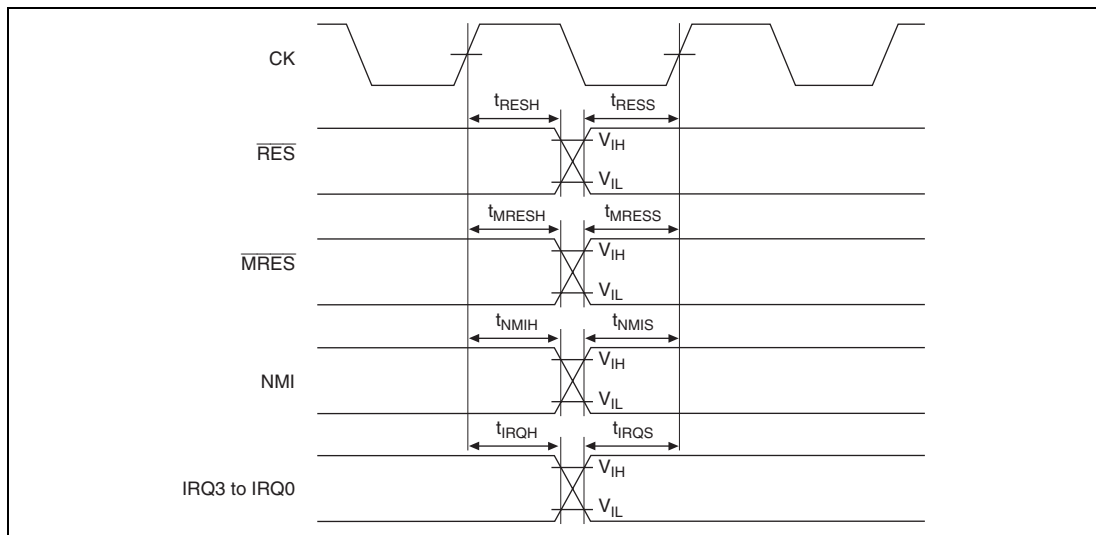 CK
tRESH tRESS
RES
VIH
VIL
tMRESH tMRESS
MRES
VIH
VIL
tNMIH tNMIS
NMI
VIH
VIL
tIRQH tIRQS
IRQ3 to IRQ0
VIH
VIL